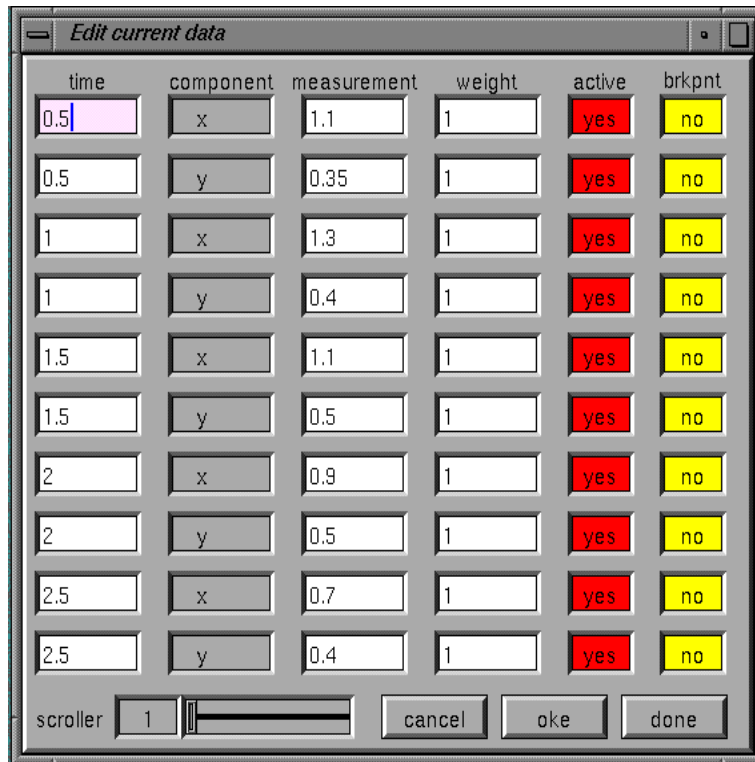 Edit current data
time component measurement weight active brkpnt
0.5 x 1.1 1 yes no
0.5 y 0.35 1 yes no
1 x 1.3 1 yes no
1 y 0.4 1 yes no
1.5 x 1.1 1 yes no
1.5 y 0.5 1 yes no
2 x 0.9 1 yes no
2 y 0.5 1 yes no
2.5 x 0.7 1 yes no
2.5 y 0.4 1 yes no
scroller 1 cancel oke done